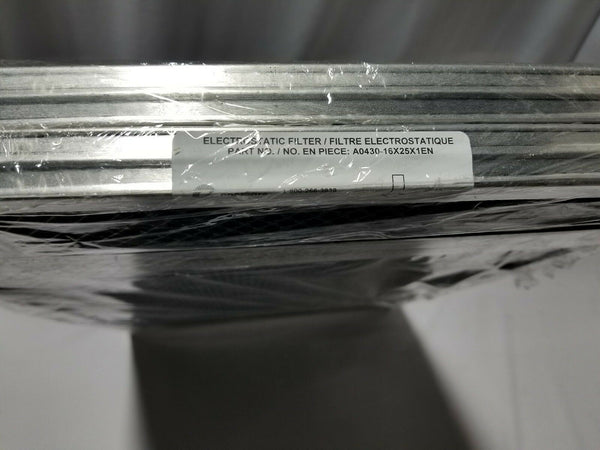 ELECTROSTATIC FILTER / FILTRE ELECTROSTATIQUE
PART NO. / NO. EN PIECE: A0430-16X25X1EN